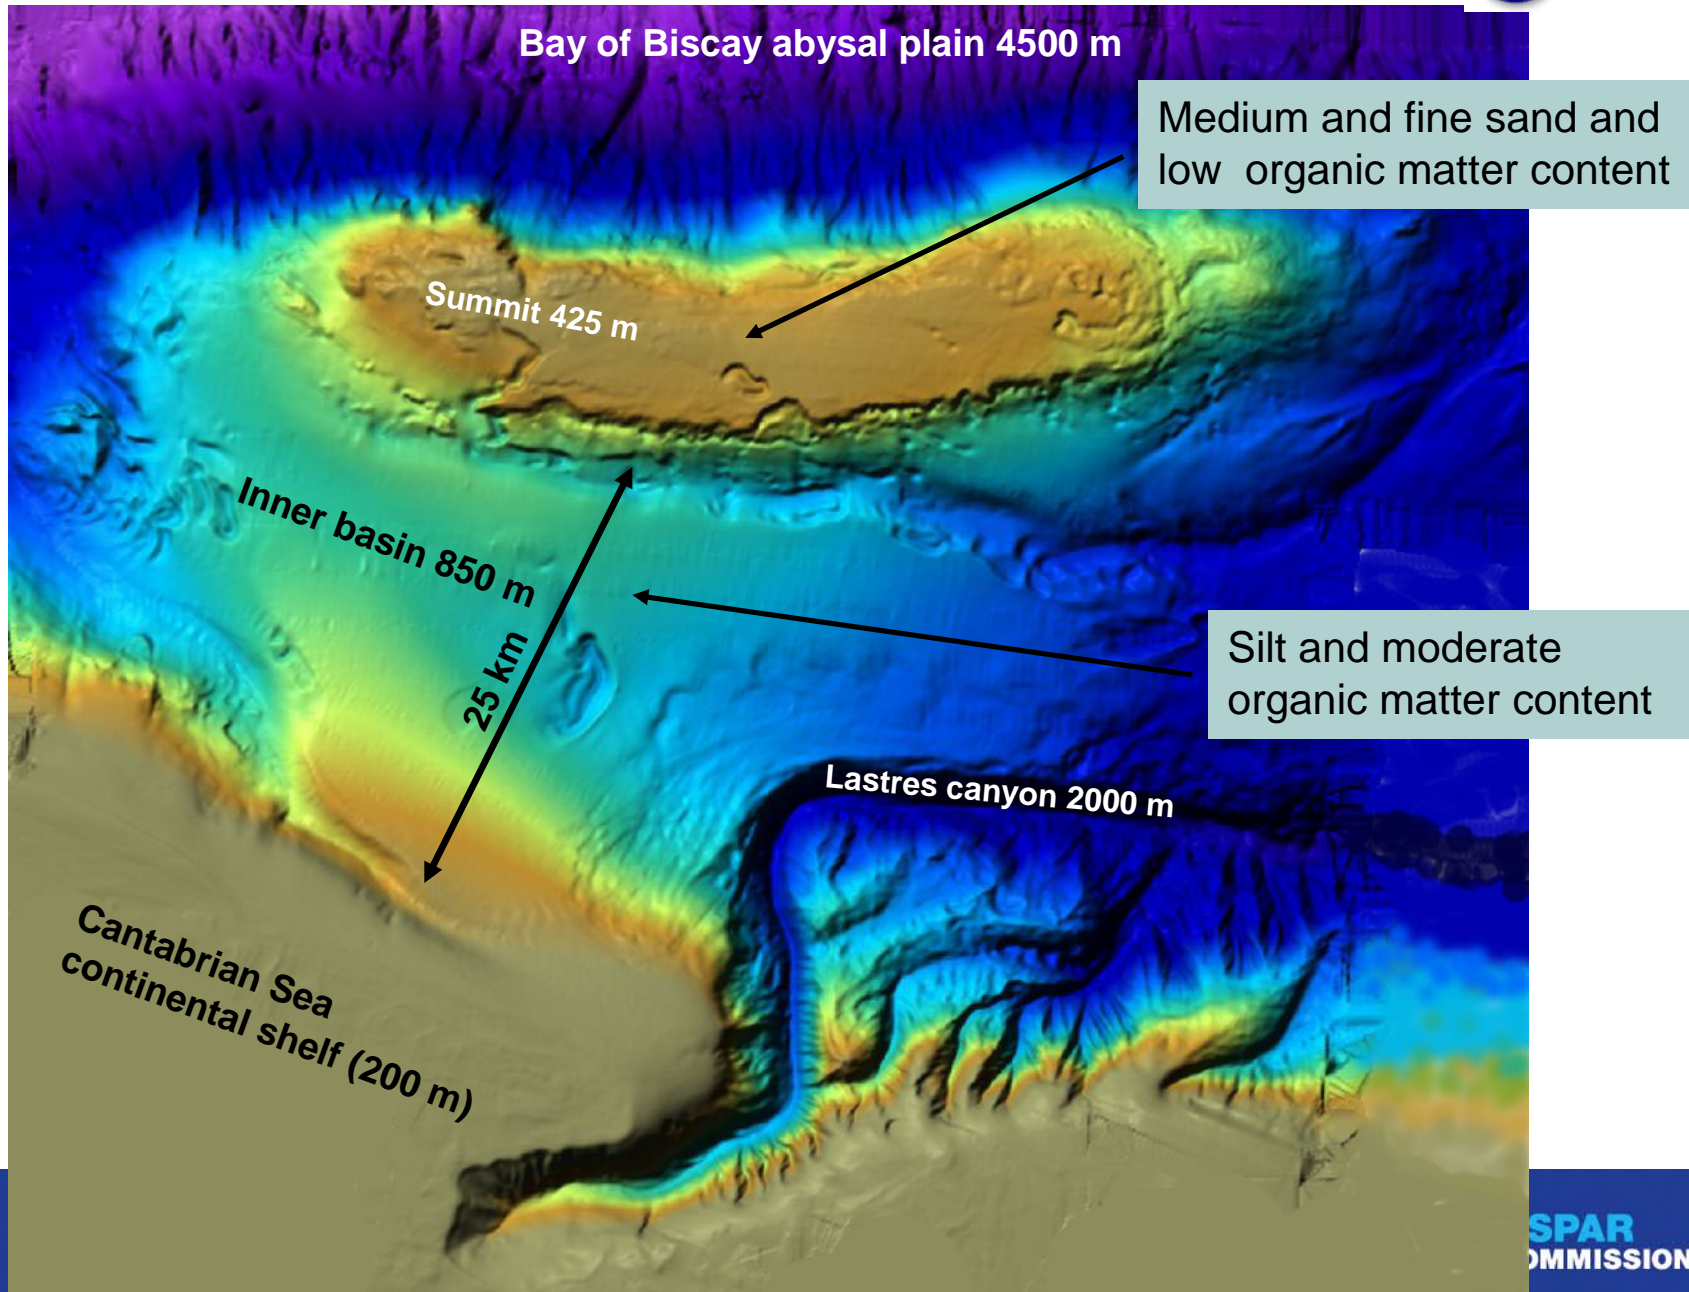 Bay of Biscay abysal plain 4500 m
Medium and fine sand and
low organic matter content
Summit 425 m
Inner basin 850 m
25 km
Silt and moderate
organic matter content
Lastres canyon 2000 m
Cantabrian Sea
continental shelf (200 m)
SPAR
OMMISSION